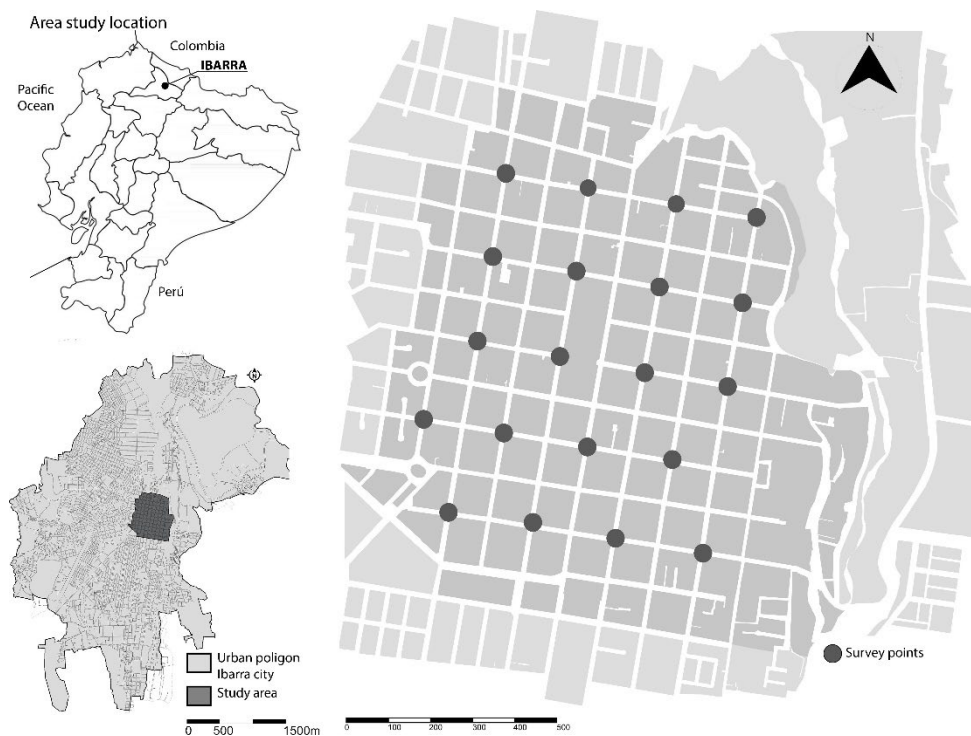 Area study location
Colombia
IBARRA
Pacific
Ocean
Perú
N
N
Urban poligon
Ibarra city
Study area
0 500 1500m
Survey points
0 100 200 300 400 500